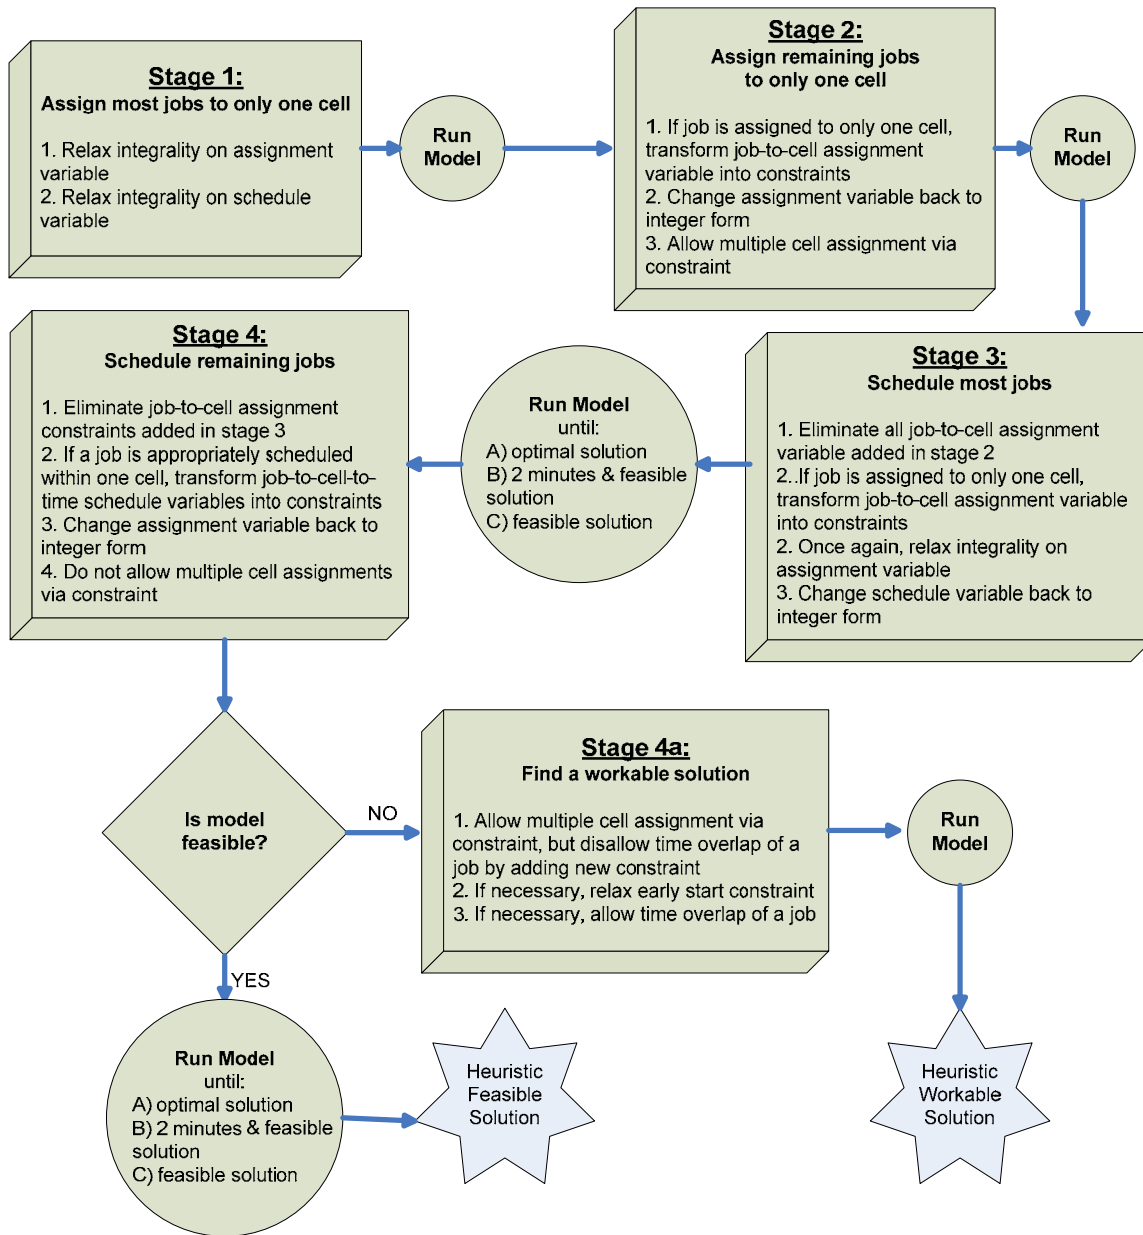 Stage 1:
Assign most jobs to only one cell
1. Relax integrality on assignment
variable
2. Relax integrality on schedule
variable
Run
Model
Stage 2:
Assign remaining jobs
to only one cell
1. If job is assigned to only one cell,
transform job-to-cell assignment
variable into constraints
2. Change assignment variable back to
integer form
3. Allow multiple cell assignment via
constraint
Run
Model
Stage 3:
Schedule most jobs
1. Eliminate all job-to-cell assignment
variable added in stage 2
2..If job is assigned to only one cell,
transform job-to-cell assignment variable
into constraints
2. Once again, relax integrality on
assignment variable
3. Change schedule variable back to
integer form
Run Model
until:
A) optimal solution
B) 2 minutes & feasible
solution
C) feasible solution
Stage 4:
Schedule remaining jobs
1. Eliminate job-to-cell assignment
constraints added in stage 3
2. If a job is appropriately scheduled
within one cell, transform job-to-cell-to-
time schedule variables into constraints
3. Change assignment variable back to
integer form
4. Do not allow multiple cell assignments
via constraint
Is model
feasible?
NO
Stage 4a:
Find a workable solution
1. Allow multiple cell assignment via
constraint, but disallow time overlap of a
job by adding new constraint
2. If necessary, relax early start constraint
3. If necessary, allow time overlap of a job
Run
Model
YES
Run Model
until:
A) optimal solution
B) 2 minutes & feasible
solution
C) feasible solution
Heuristic
Feasible
Solution
Heuristic
Workable
Solution